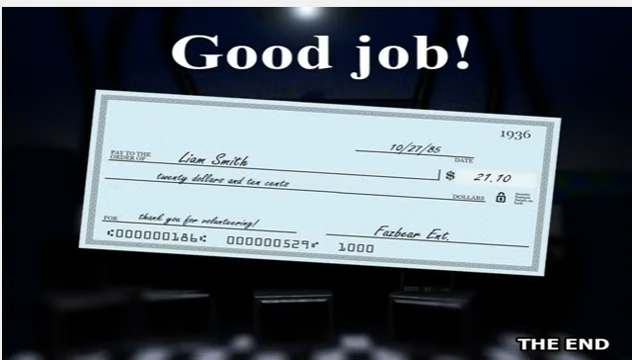 Good job!
1936
10/27/85
DATE
PAY TO THE
ORDER OF
Liam Smith
$ 21.10
twenty dollars and ten cents
DOLLARS
FOR
thank you for volunteering!
Fazbear Ent.
⑆000000186⑆ 000000529⑈ 1000
THE END